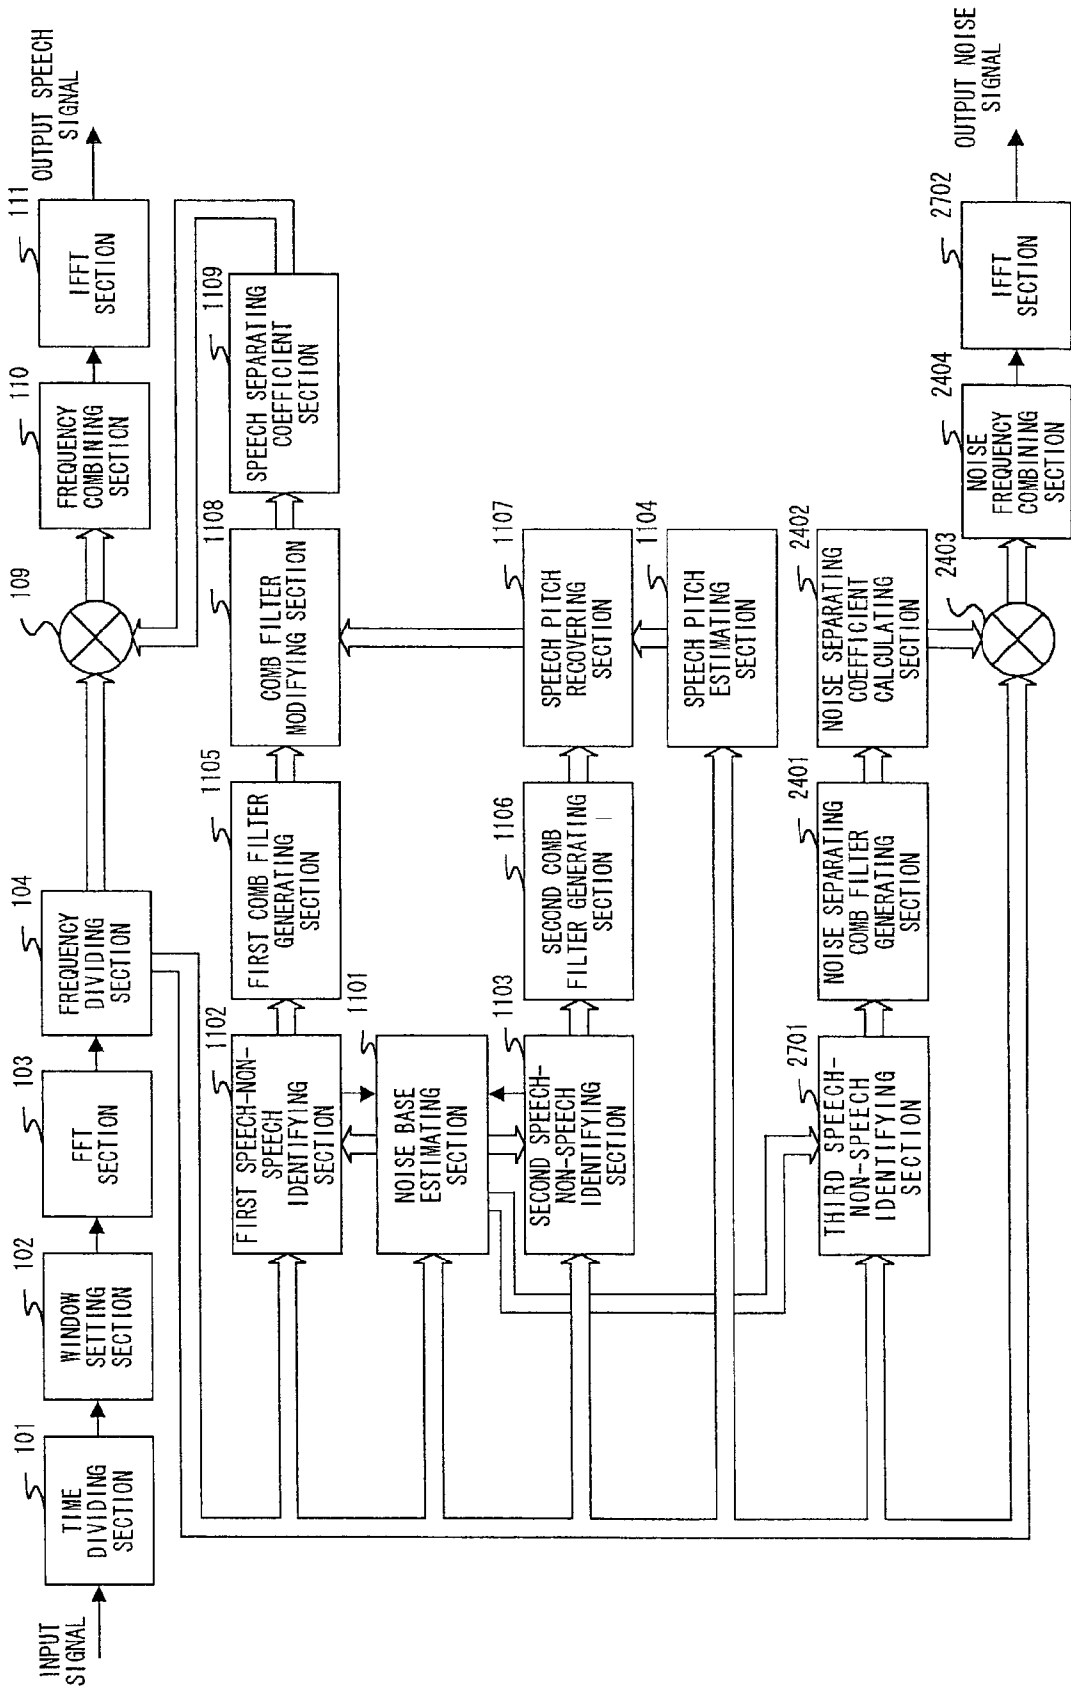 INPUT
SIGNAL
101
TIME
DIVIDING
SECTION
102
WINDOW
SETTING
SECTION
103
FFT
SECTION
104
FREQUENCY
DIVIDING
SECTION
109
110
FREQUENCY
COMBINING
SECTION
111
IFFT
SECTION
OUTPUT SPEECH
SIGNAL
1102
FIRST SPEECH-NON-
SPEECH
IDENTIFYING
SECTION
1105
FIRST COMB FILTER
GENERATING
SECTION
1108
COMB FILTER
MODIFYING SECTION
1109
SPEECH SEPARATING
COEFFICIENT
SECTION
1101
NOISE BASE
ESTIMATING
SECTION
1103
SECOND SPEECH-
NON-SPEECH
IDENTIFYING
SECTION
1106
SECOND COMB
FILTER GENERATING
SECTION
1107
SPEECH PITCH
RECOVERING
SECTION
1104
SPEECH PITCH
ESTIMATING
SECTION
2701
THIRD SPEECH-
NON-SPEECH
IDENTIFYING
SECTION
2401
NOISE SEPARATING
COMB FILTER
GENERATING
SECTION
2402
NOISE SEPARATING
COEFFICIENT
CALCULATING
SECTION
2403
2404
NOISE
FREQUENCY
COMBINING
SECTION
2702
IFFT
SECTION
OUTPUT NOISE
SIGNAL